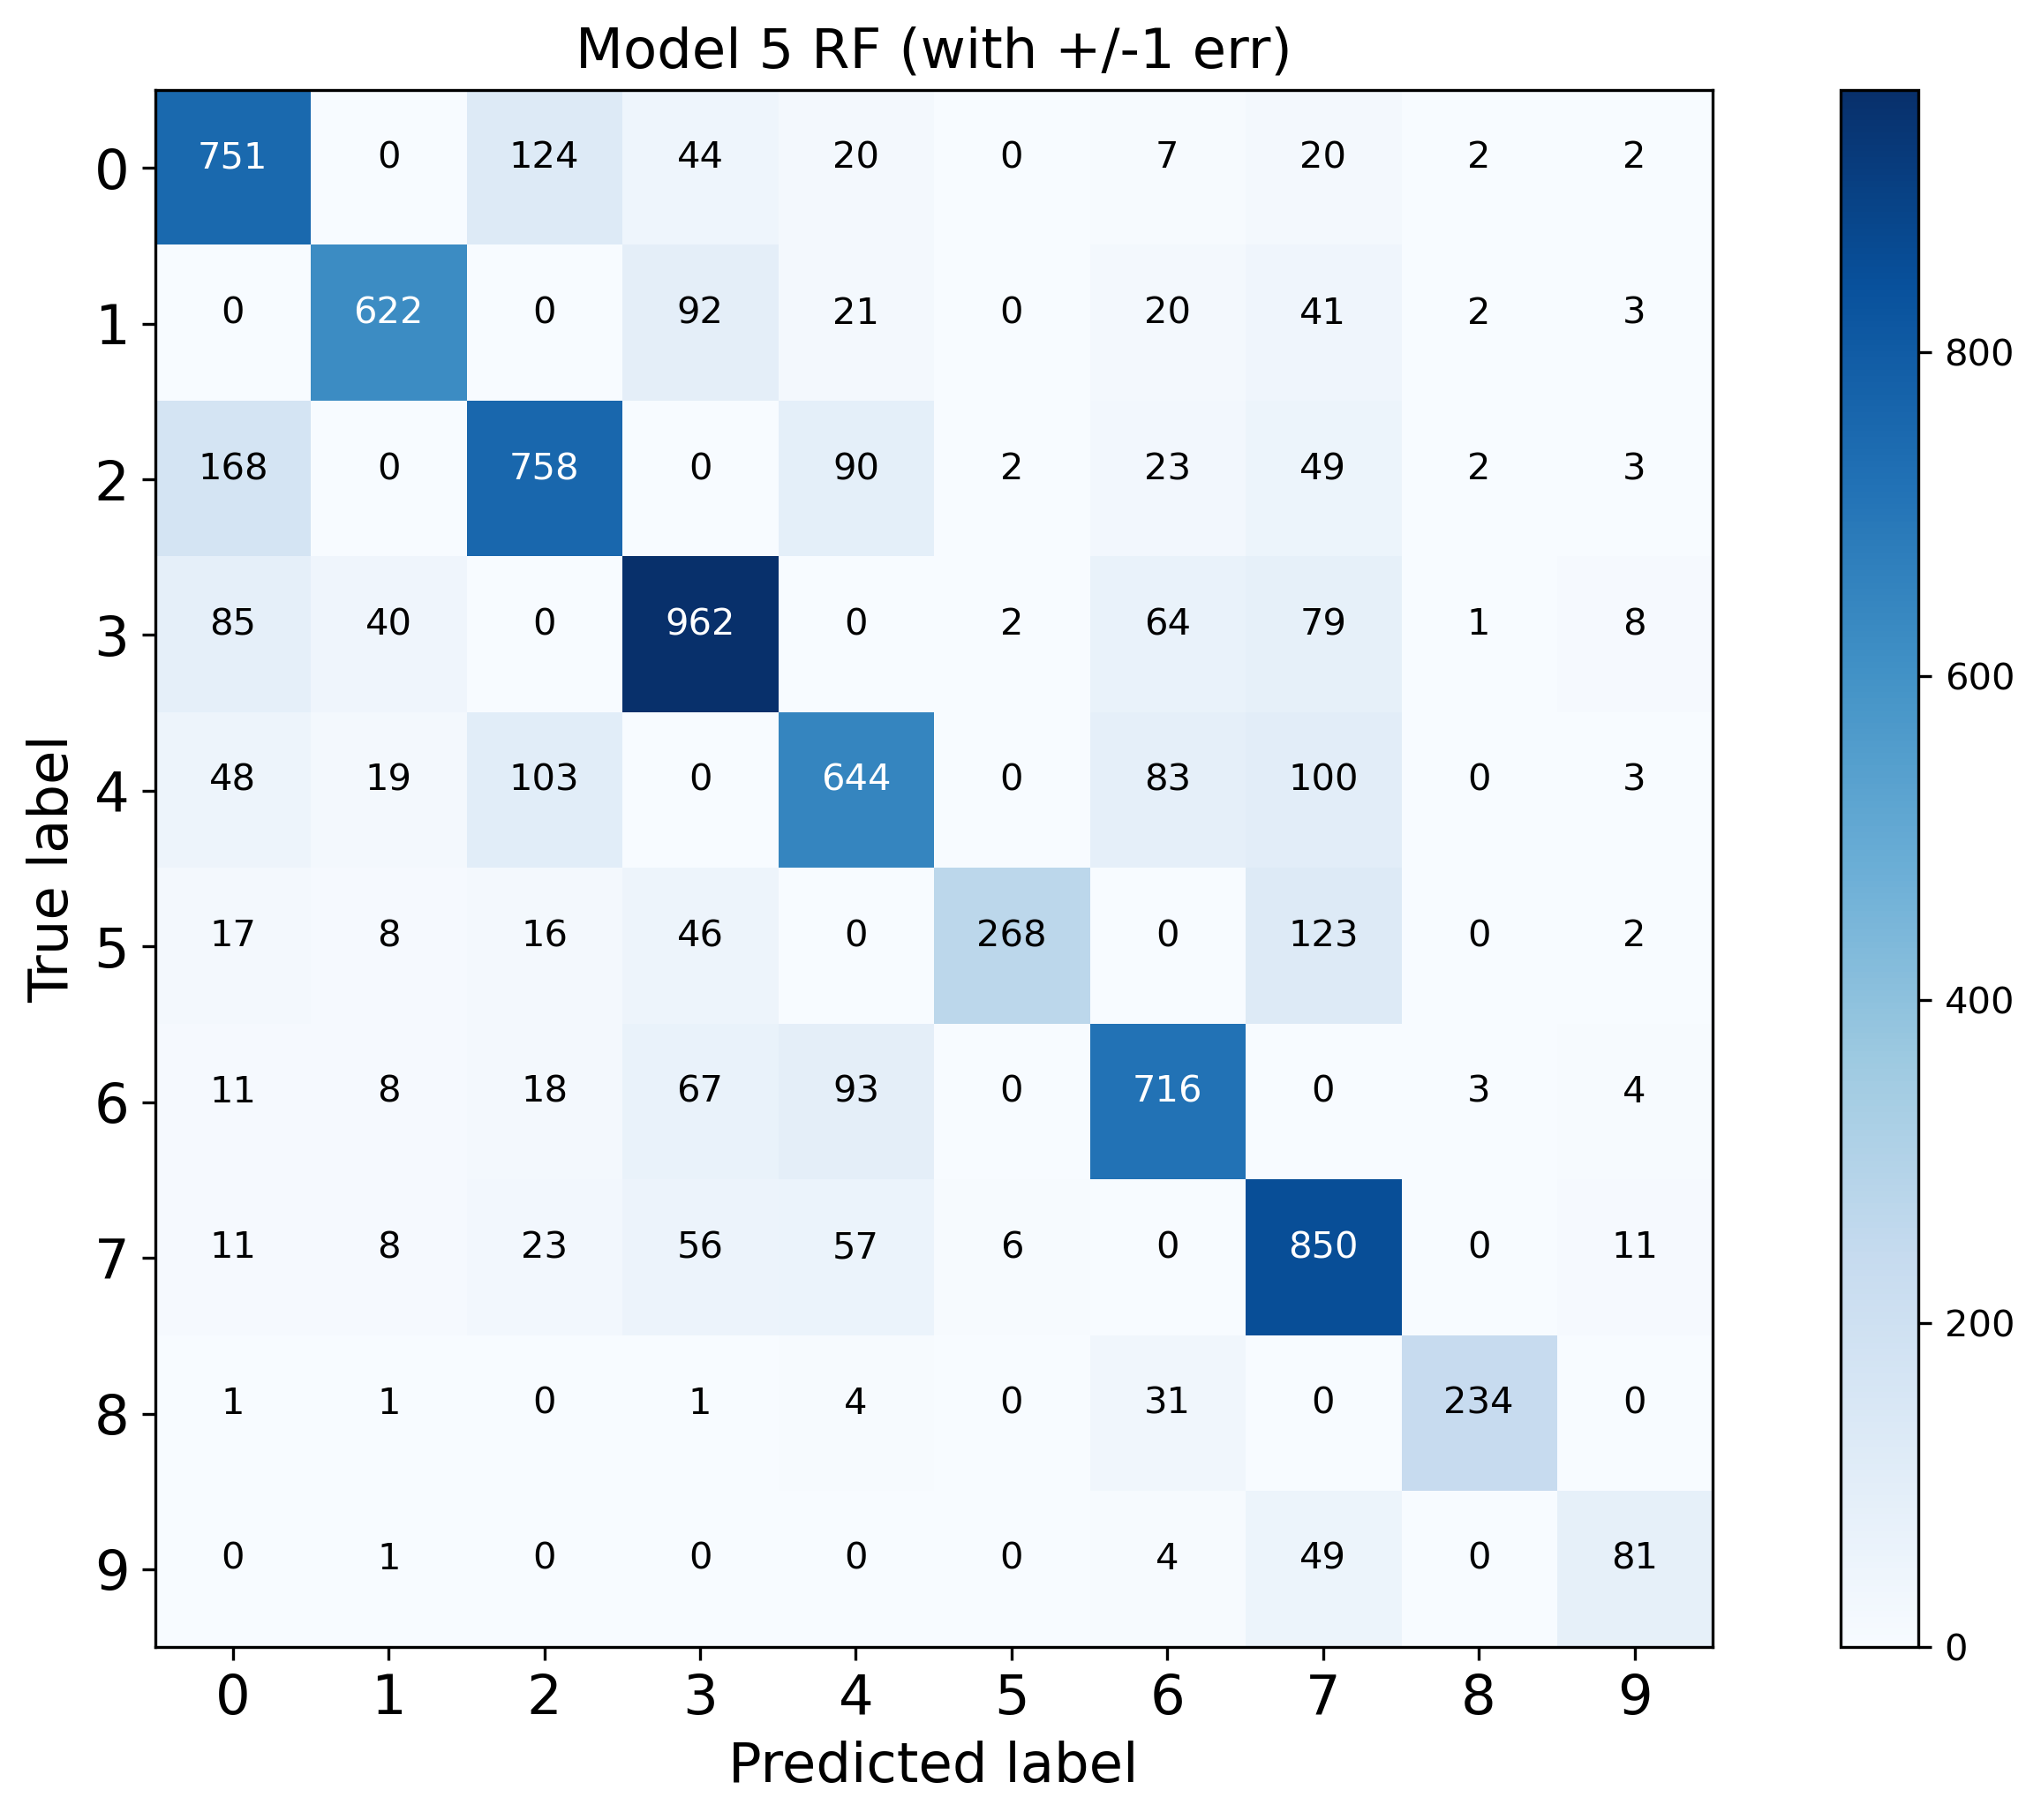 Model 5 RF (with +/-1 err)
0 751 0 124 44 20 0 7 20 2 2
1 0 622 0 92 21 0 20 41 2 3
2 168 0 758 0 90 2 23 49 2 3
3 85 40 0 962 0 2 64 79 1 8
4 48 19 103 0 644 0 83 100 0 3
5 17 8 16 46 0 268 0 123 0 2
6 11 8 18 67 93 0 716 0 3 4
7 11 8 23 56 57 6 0 850 0 11
8 1 1 0 1 4 0 31 0 234 0
9 0 1 0 0 0 0 4 49 0 81
0 1 2 3 4 5 6 7 8 9
Predicted label
True label
800
600
400
200
0